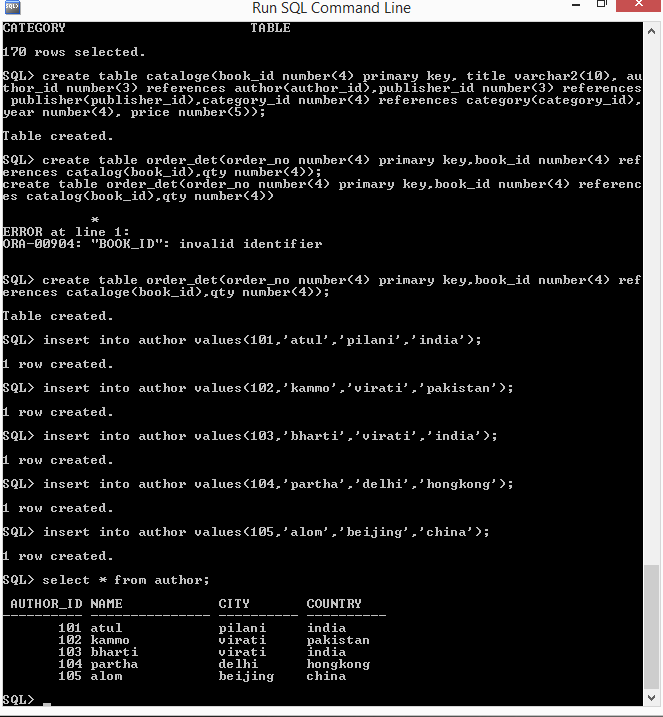 Run SQL Command Line
CATEGORY                       TABLE
170 rows selected.
SQL> create table cataloge(book_id number(4) primary key, title varchar2(10), au
thor_id number(3) references author(author_id),publisher_id number(3) references
 publisher(publisher_id),category_id number(4) references category(category_id),
year number(4), price number(5));
Table created.
SQL> create table order_det(order_no number(4) primary key,book_id number(4) ref
erences catalog(book_id),qty number(4));
create table order_det(order_no number(4) primary key,book_id number(4) referenc
es catalog(book_id),qty number(4))
           *
ERROR at line 1:
ORA-00904: "BOOK_ID": invalid identifier
SQL> create table order_det(order_no number(4) primary key,book_id number(4) ref
erences cataloge(book_id),qty number(4));
Table created.
SQL> insert into author values(101,'atul','pilani','india');
1 row created.
SQL> insert into author values(102,'kammo','virati','pakistan');
1 row created.
SQL> insert into author values(103,'bharti','virati','india');
1 row created.
SQL> insert into author values(104,'partha','delhi','hongkong');
1 row created.
SQL> insert into author values(105,'alom','beijing','china');
1 row created.
SQL> select * from author;
 AUTHOR_ID NAME            CITY       COUNTRY
---------- --------------- ---------- ----------
       101 atul            pilani     india
       102 kammo           virati     pakistan
       103 bharti          virati     india
       104 partha          delhi      hongkong
       105 alom            beijing    china
SQL> _